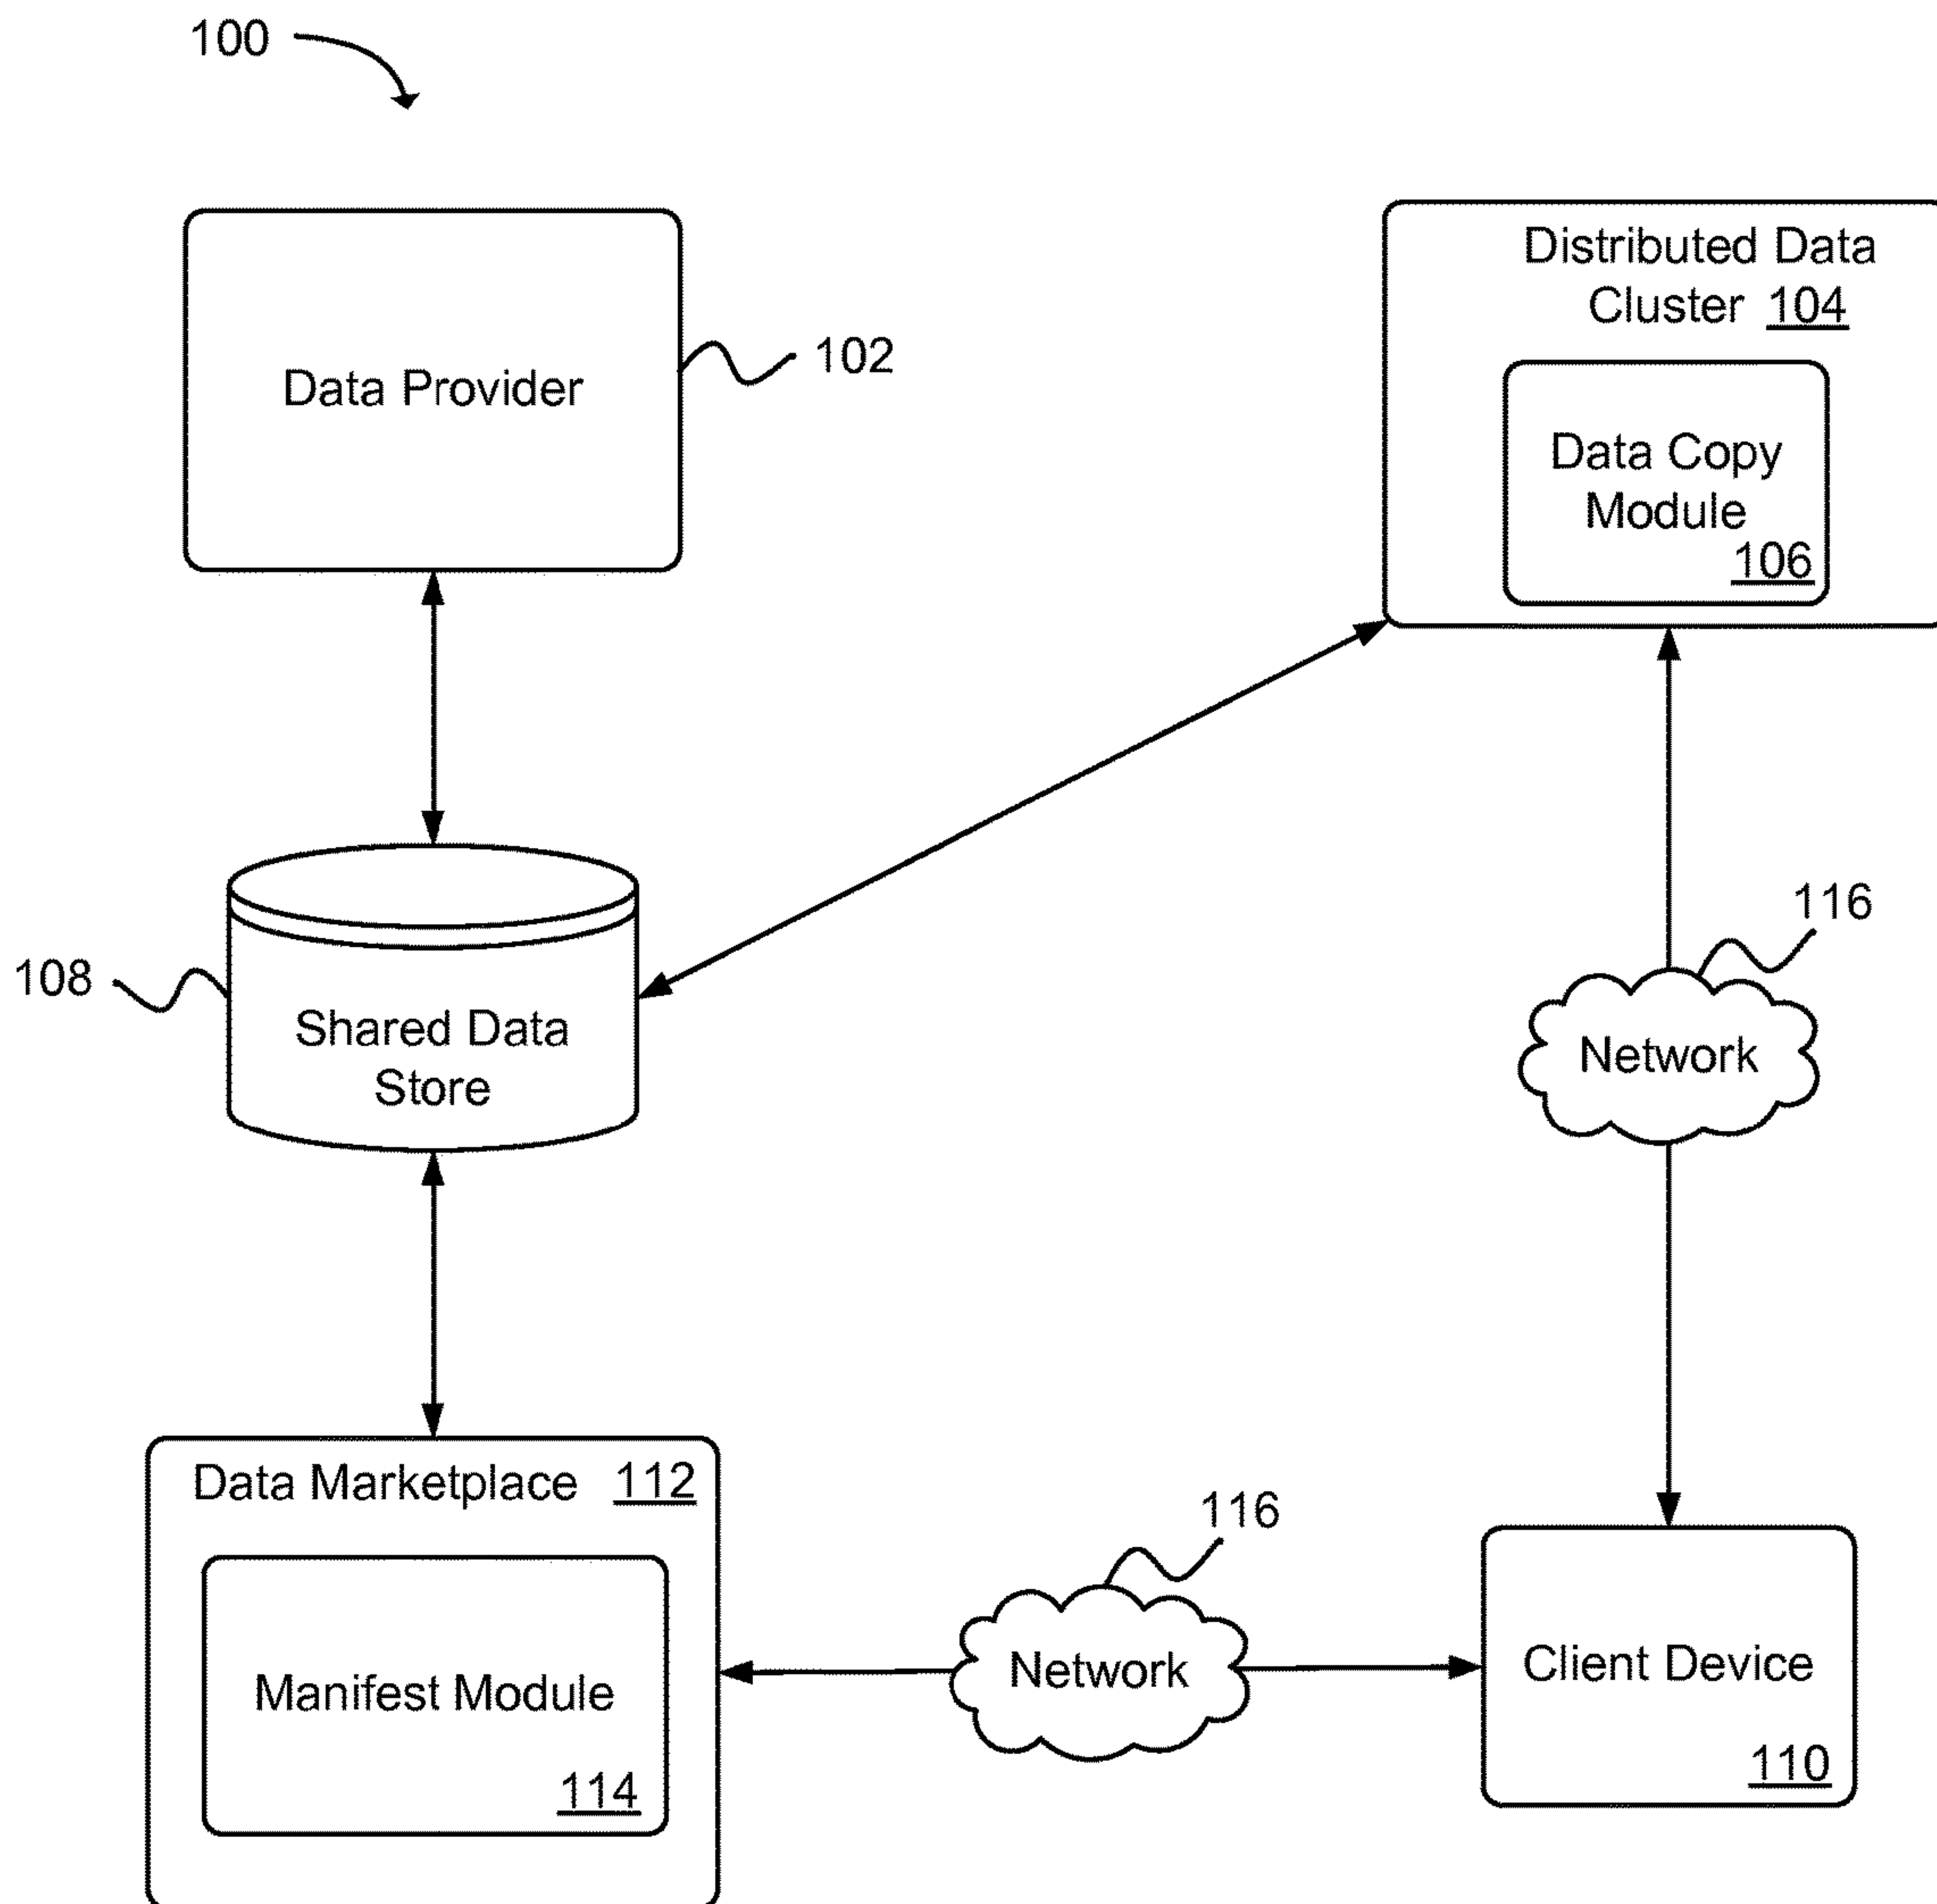 100
Data Provider
102
Distributed Data
Cluster 104
Data Copy
Module
106
108
Shared Data
Store
116
Network
Data Marketplace 112
Manifest Module
114
116
Network
Client Device
110